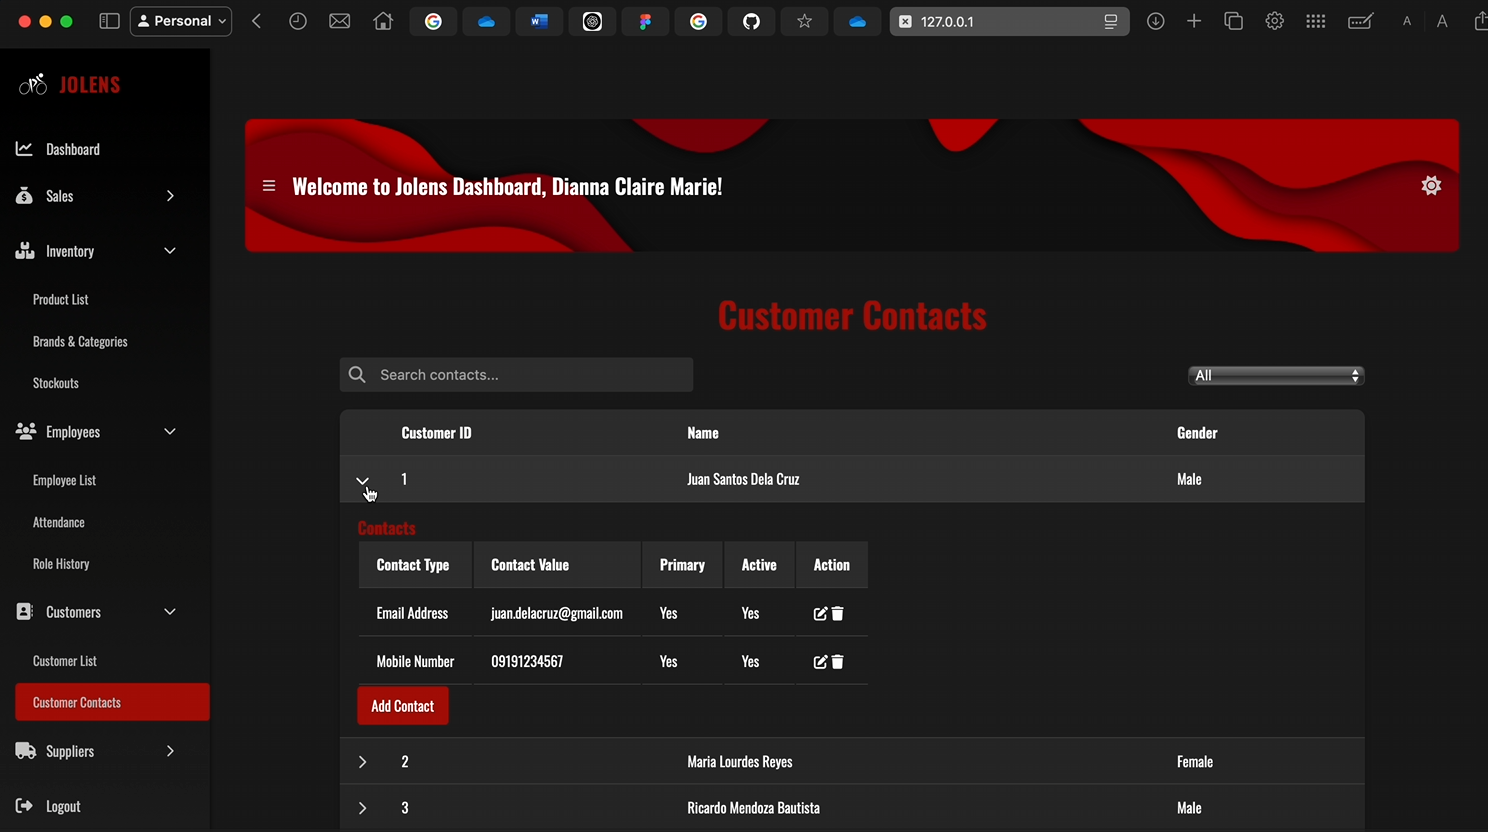 Personal
127.0.0.1
A A
JOLENS
Dashboard
Sales
Inventory
Product List
Brands & Categories
Stockouts
Employees
Employee List
Attendance
Role History
Customers
Customer List
Customer Contacts
Suppliers
Logout
Welcome to Jolens Dashboard, Dianna Claire Marie!
Customer Contacts
Search contacts...
All
Customer ID Name Gender
1 Juan Santos Dela Cruz Male
Contacts
Contact Type Contact Value Primary Active Action
Email Address juan.delacruz@gmail.com Yes Yes
Mobile Number 09191234567 Yes Yes
Add Contact
2 Maria Lourdes Reyes Female
3 Ricardo Mendoza Bautista Male